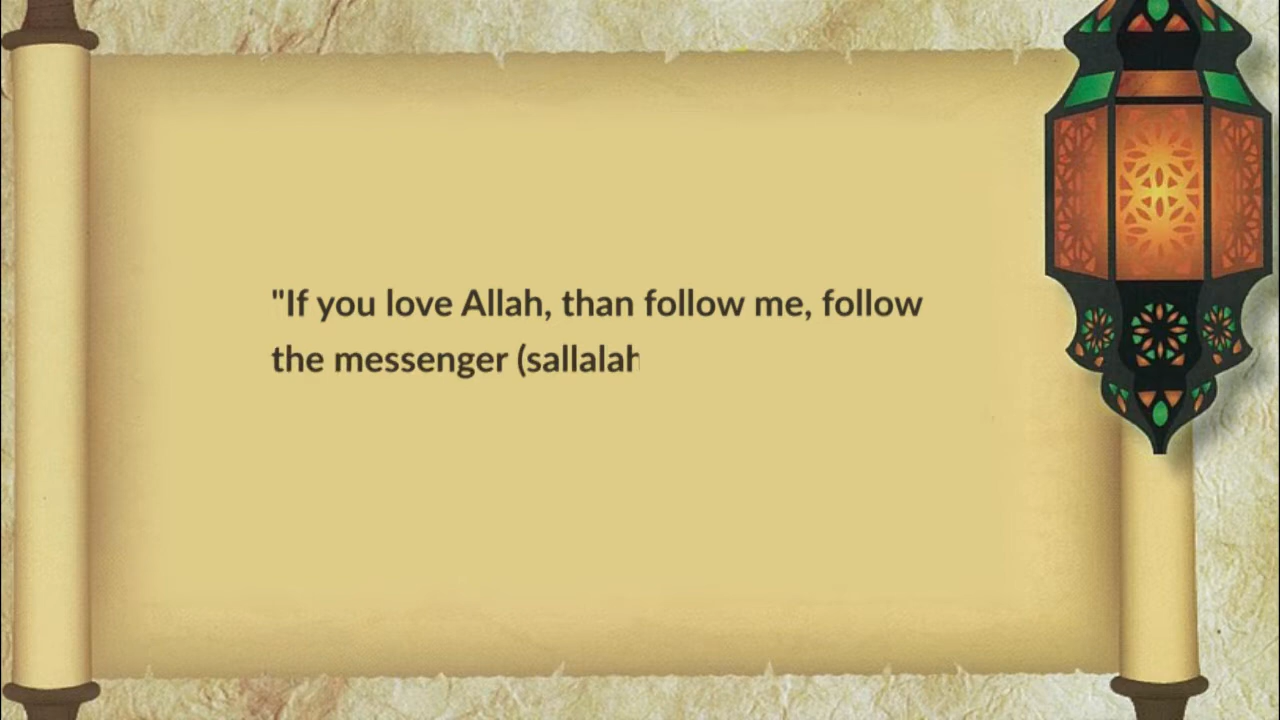 "If you love Allah, than follow me, follow
the messenger (sallalah